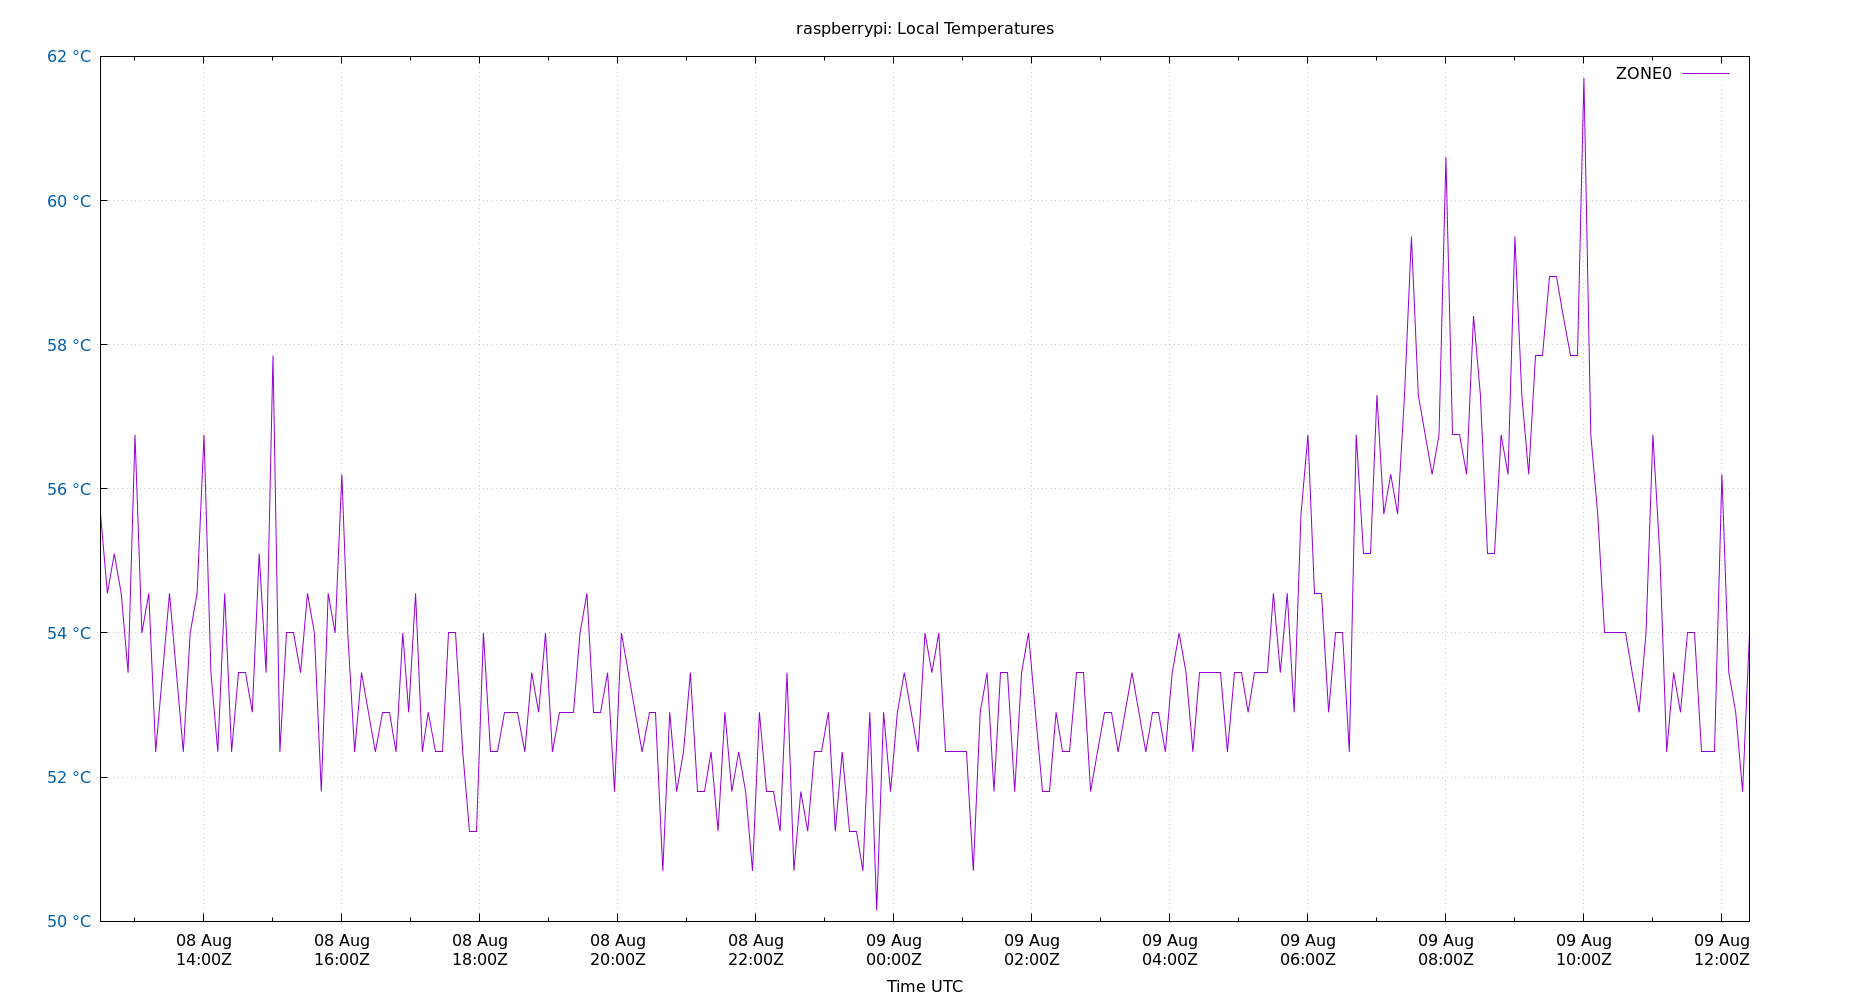 raspberrypi: Local Temperatures
62 °C
ZONE0
60 °C
58 °C
56 °C
54 °C
52 °C
50 °C
08 Aug 08 Aug 08 Aug 08 Aug 08 Aug 09 Aug 09 Aug 09 Aug 09 Aug 09 Aug 09 Aug 09 Aug
14:00Z 16:00Z 18:00Z 20:00Z 22:00Z 00:00Z 02:00Z 04:00Z 06:00Z 08:00Z 10:00Z 12:00Z
Time UTC